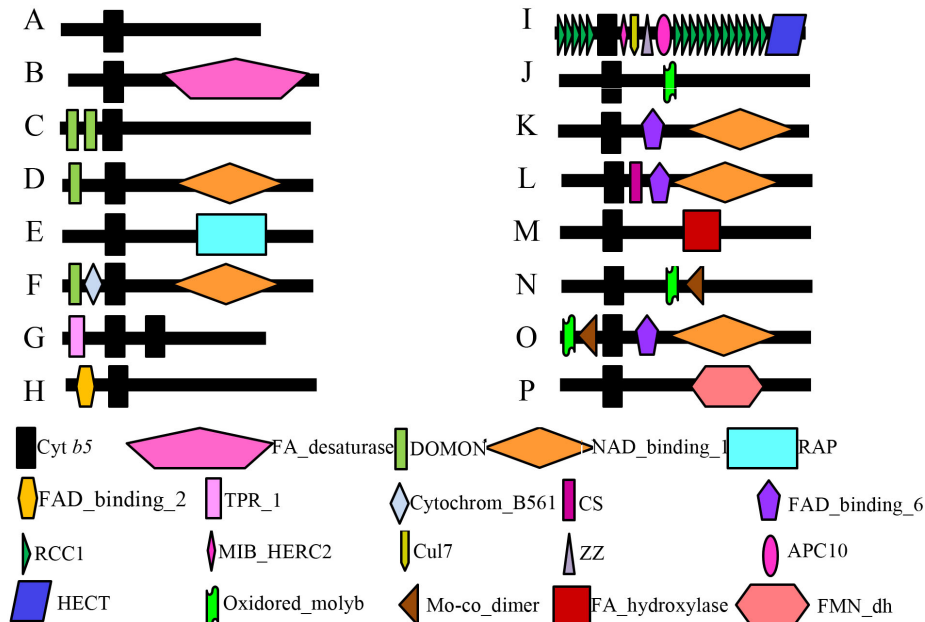 A
B
C
D
E
F
G
H
I
J
K
L
M
N
O
P
Cyt b5
FA_desaturase
DOMON
NAD_binding_1
RAP
FAD_binding_2
TPR_1
Cytochrom_B561
CS
FAD_binding_6
RCC1
MIB_HERC2
Cul7
ZZ
APC10
HECT
Oxidored_molyb
Mo-co_dimer
FA_hydroxylase
FMN_dh